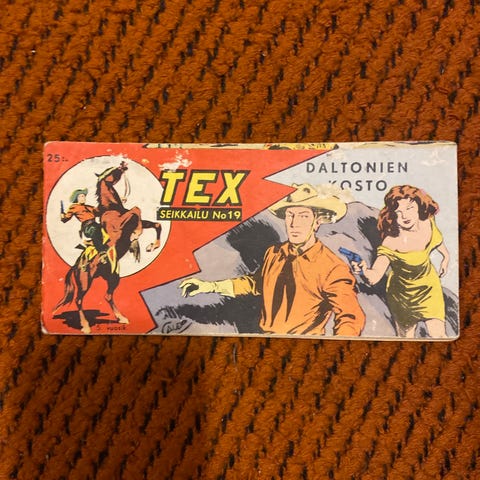 25:-
TEX
SEIKKAILU No 19
DALTONIEN
KOSTO
5. vuosik.